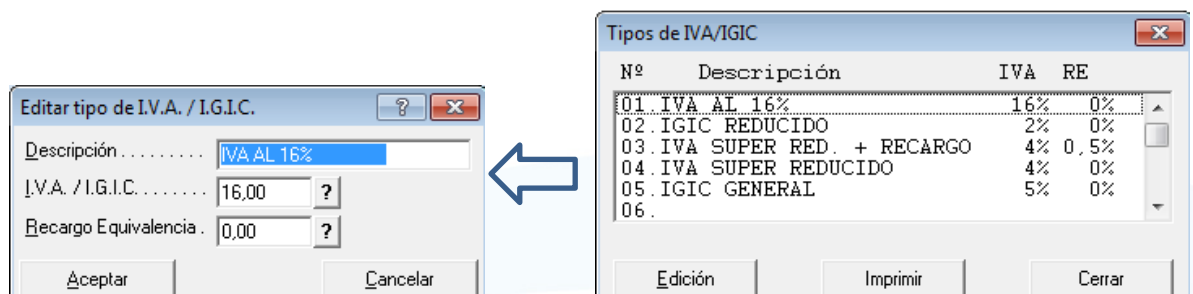 Editar tipo de I.V.A. / I.G.I.C.
Descripción . . . . . . . . . IVA AL 16%
I.V.A. / I.G.I.C. . . . . . . . 16,00 ?
Recargo Equivalencia . 0,00 ?
Aceptar Cancelar
Tipos de IVA/IGIC
Nº Descripción IVA RE
01.IVA AL 16% 16% 0%
02.IGIC REDUCIDO 2% 0%
03.IVA SUPER RED. + RECARGO 4% 0,5%
04.IVA SUPER REDUCIDO 4% 0%
05.IGIC GENERAL 5% 0%
06.
Edición Imprimir Cerrar